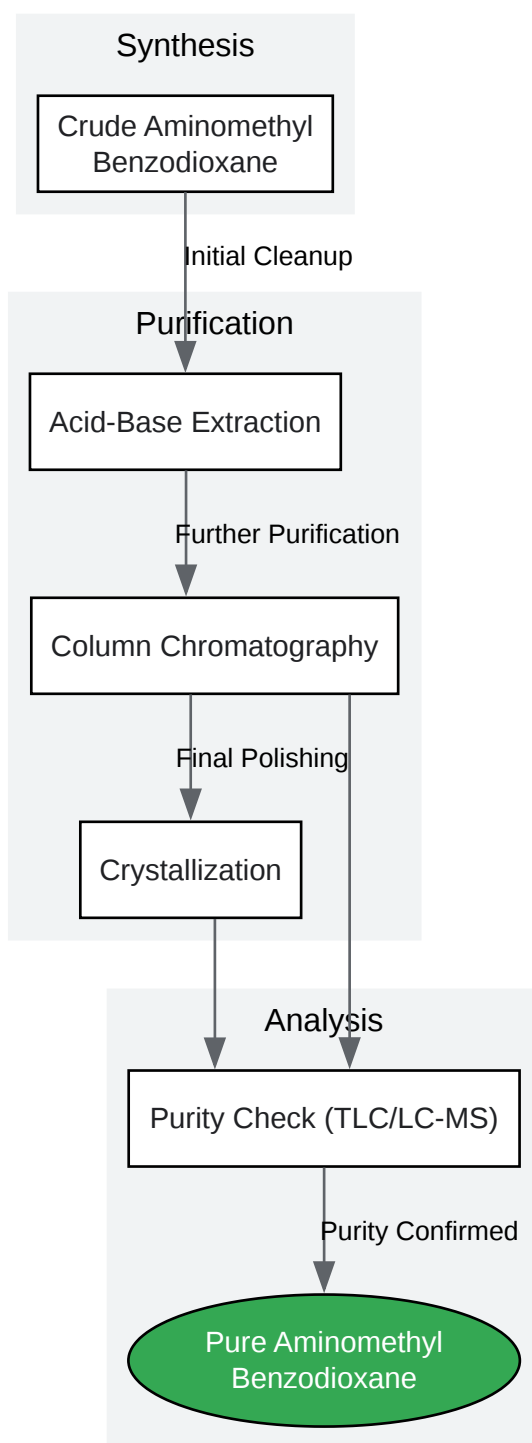 Synthesis
Crude Aminomethyl
Benzodioxane
Initial Cleanup
Purification
Acid-Base Extraction
Further Purification
Column Chromatography
Final Polishing
Crystallization
Analysis
Purity Check (TLC/LC-MS)
Purity Confirmed
Pure Aminomethyl
Benzodioxane